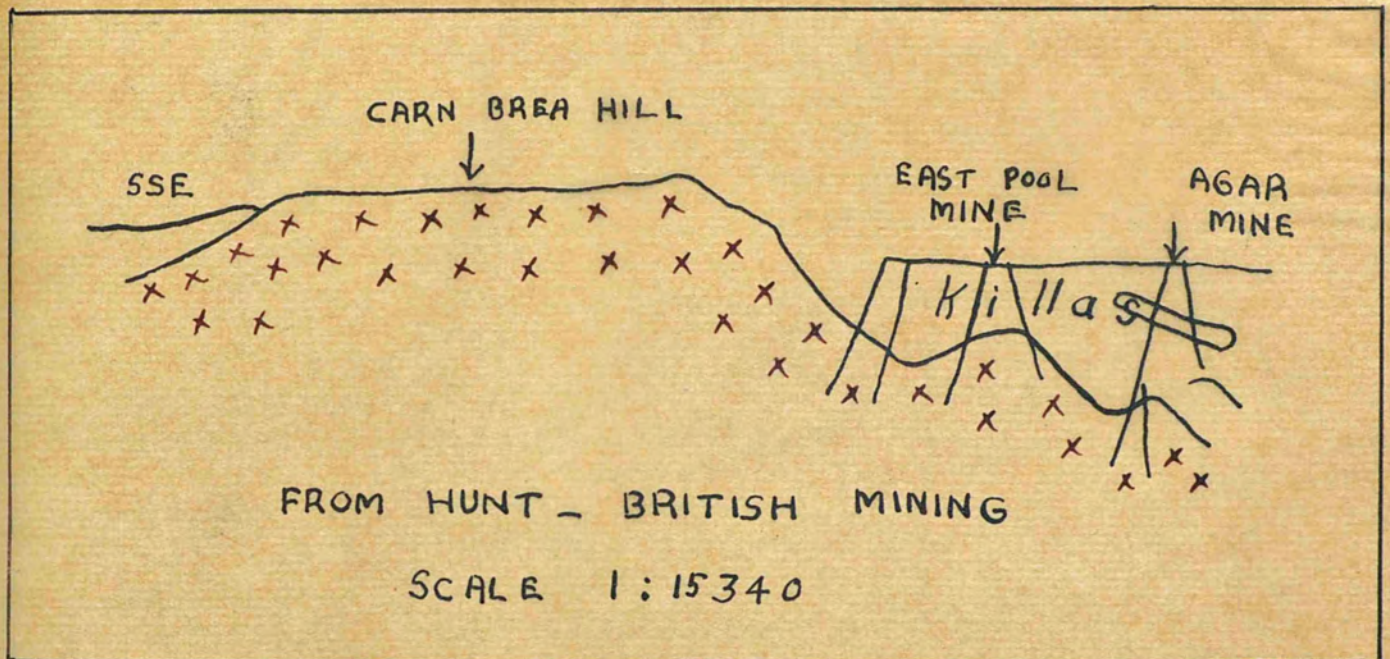 CARN BREA HILL
SSE
EAST POOL
MINE
AGAR
MINE
Killas
FROM HUNT _ BRITISH MINING
SCALE 1 : 15340